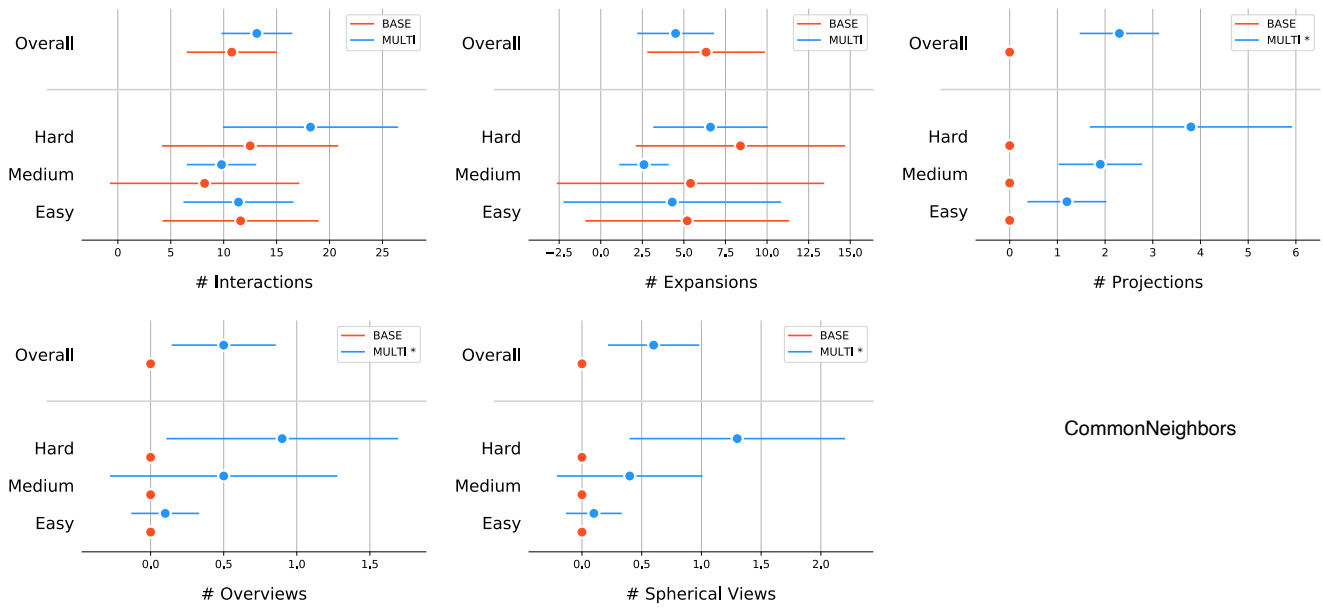 BASE
MULTI
Overall
Hard
Medium
Easy
0 5 10 15 20 25
# Interactions
BASE
MULTI
Overall
Hard
Medium
Easy
−2.5 0.0 2.5 5.0 7.5 10.0 12.5 15.0
# Expansions
BASE
MULTI *
Overall
Hard
Medium
Easy
0 1 2 3 4 5 6
# Projections
BASE
MULTI *
Overall
Hard
Medium
Easy
0.0 0.5 1.0 1.5
# Overviews
BASE
MULTI *
Overall
Hard
Medium
Easy
0.0 0.5 1.0 1.5 2.0
# Spherical Views
CommonNeighbors